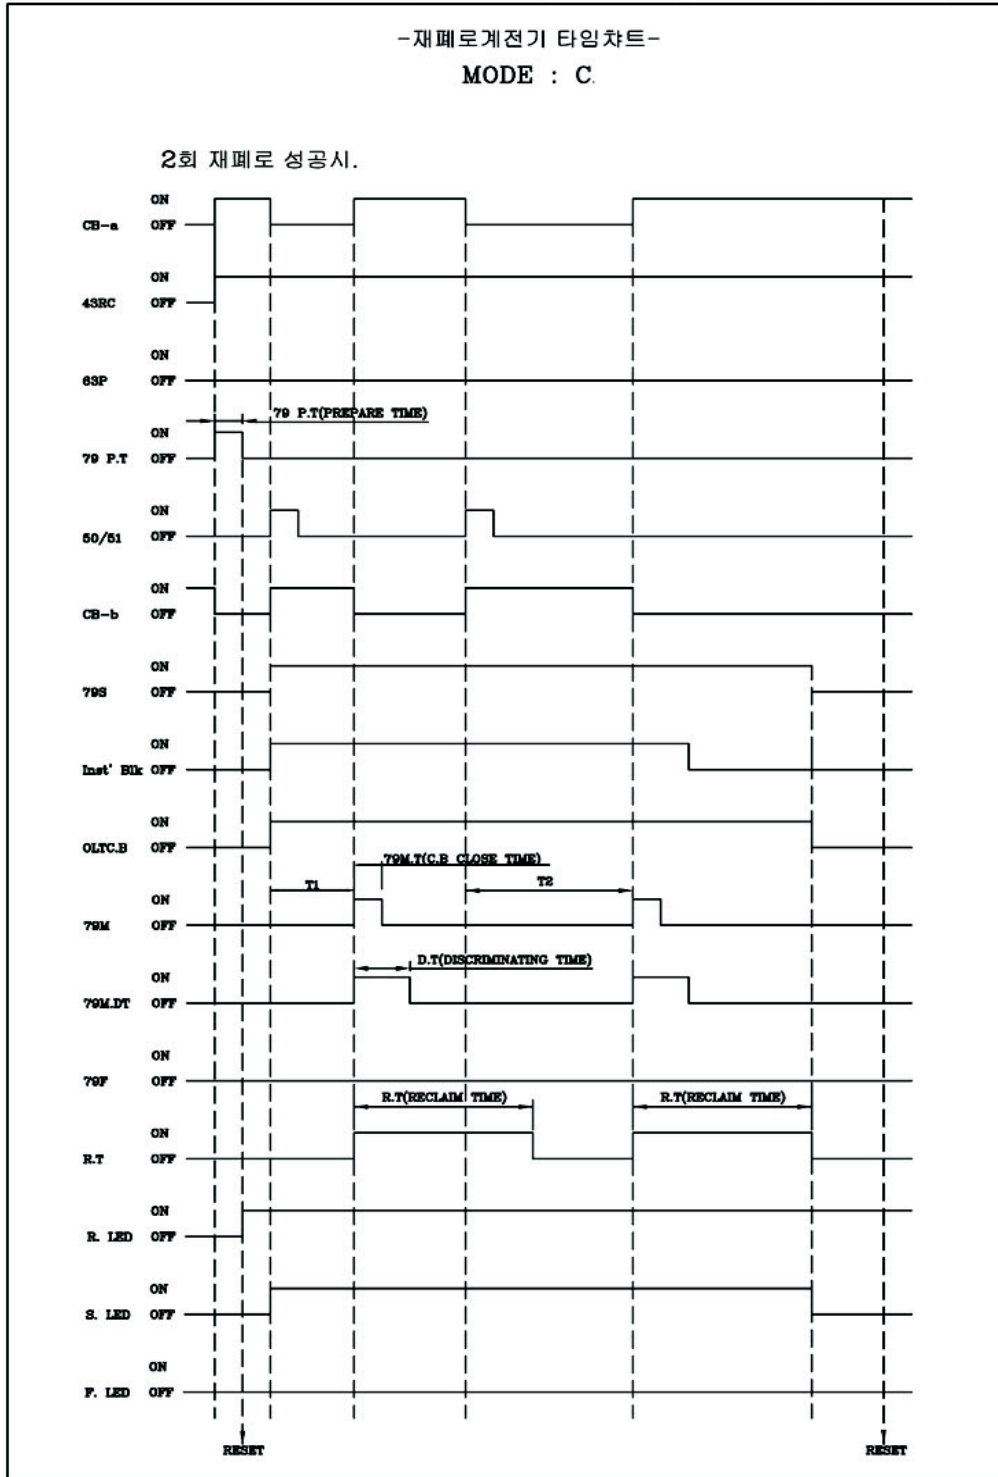 -재폐로계전기 타임챠트-
MODE : C.
2회 재폐로 성공시.
ON
CB-a OFF
ON
43RC OFF
ON
63P OFF
79 P.T(PREPARE TIME)
ON
79 P.T OFF
ON
50/51 OFF
ON
CB-b OFF
ON
79S OFF
ON
Inst' Blk OFF
ON
OLTC.B OFF
79M.T(C.B CLOSE TIME)
T1 T2
ON
79M OFF
D.T(DISCRIMINATING TIME)
ON
79M.DT OFF
ON
79F OFF
R.T(RECLAIM TIME) R.T(RECLAIM TIME)
ON
R.T OFF
ON
R. LED OFF
ON
S. LED OFF
ON
F. LED OFF
RESET RESET